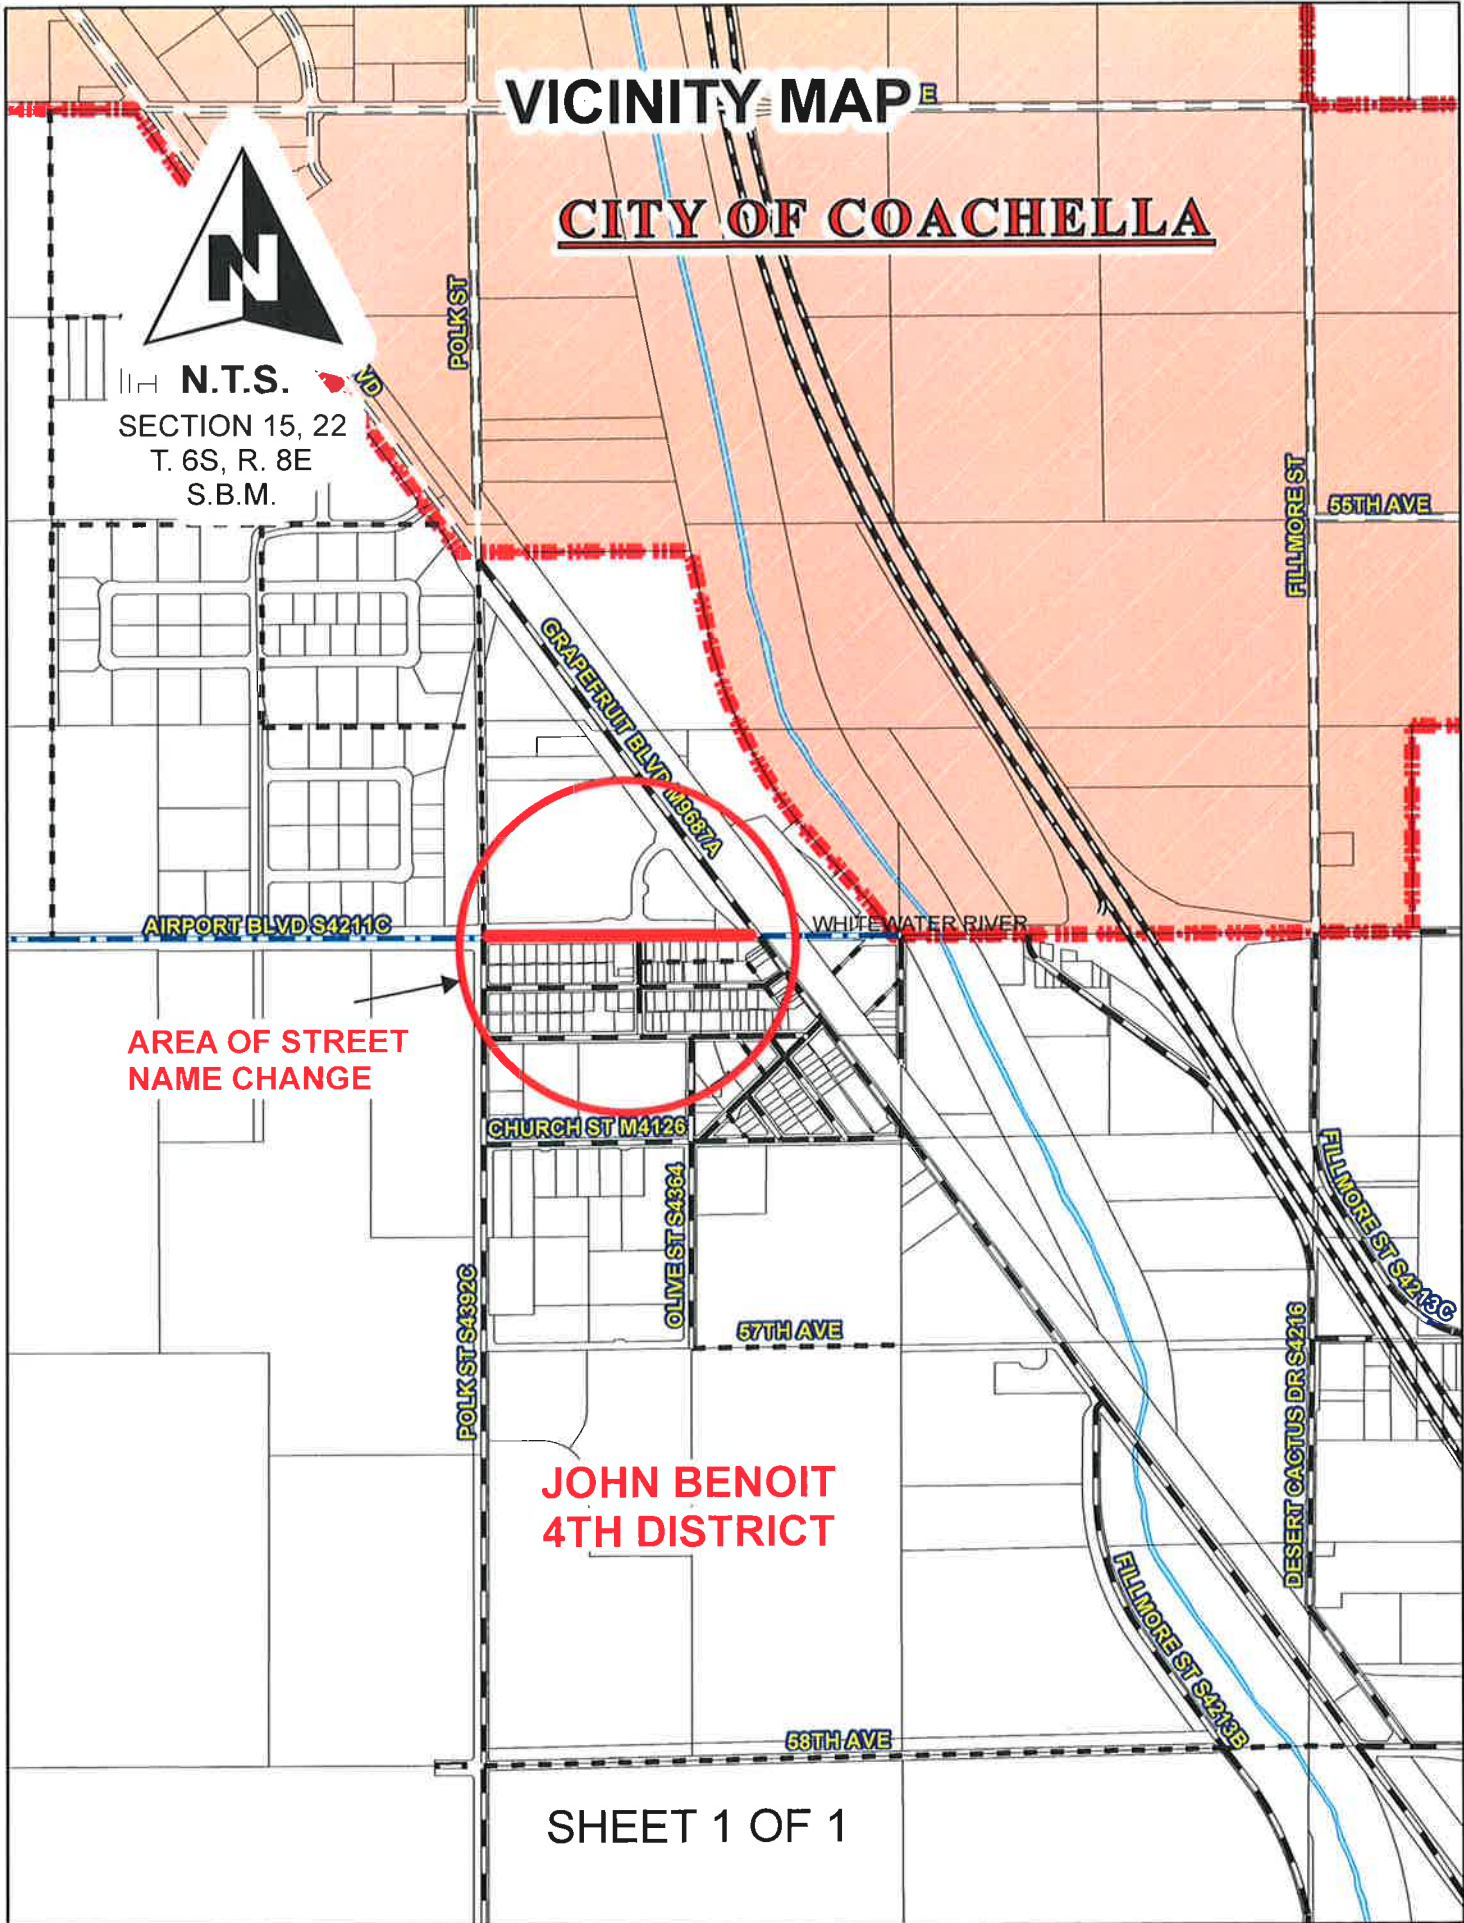 VICINITY MAP
E
CITY OF COACHELLA
N
N.T.S.
SECTION 15, 22
T. 6S, R. 8E
S.B.M.
VD
POLK ST
FILLMORE ST
55TH AVE
GRAPEFRUIT BLVD M9687A
AIRPORT BLVD S4211C
WHITEWATER RIVER
AREA OF STREET
NAME CHANGE
CHURCH ST M4126
OLIVE ST S4364
POLK ST S4392C
57TH AVE
FILLMORE ST S4213C
DESERT CACTUS DR S4216
JOHN BENOIT
4TH DISTRICT
FILLMORE ST S4213B
58TH AVE
SHEET 1 OF 1